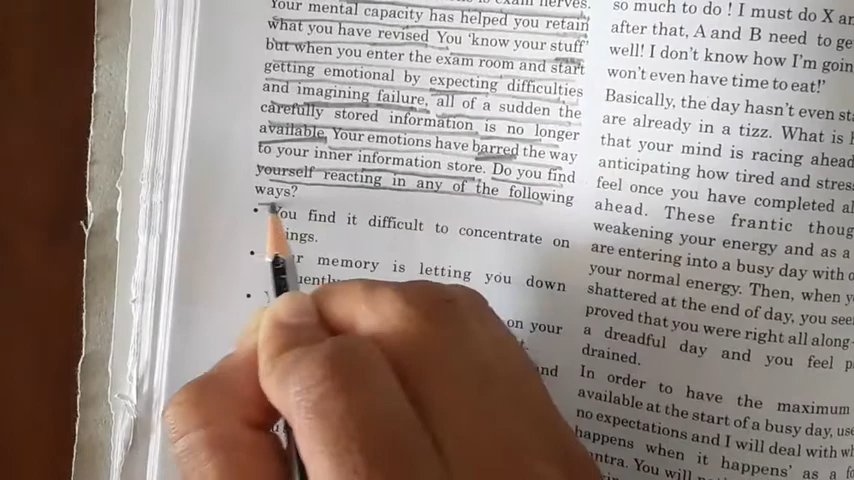 is exam nerves.
Your mental capacity has helped you retain
what you have revised You 'know your stuff'
but when you enter the exam room and start
getting emotional by expecting difficulties
and imagining failure, all of a sudden the
carefully stored information is no longer
available Your emotions have barred the way
to your inner information store. Do you find
yourself reacting in any of the following
ways?
• You find it difficult to concentrate on
ings.
• memory is letting you down
uently
•
on your
and
so much to do! I must do X an
after that, A and B need to ge
well! I don't know how I'm going
won't even have time to eat!"
Basically, the day hasn't even sta
are already in a tizz. What is
that your mind is racing ahead
anticipating how tired and stres
feel once you have completed al
ahead. These frantic though
weakening your energy and as a
are entering into a busy day with
your normal energy. Then, when y
shattered at the end of day, you see
proved that you were right all along-
a dreadful day and you feel
drained.
In order to have the maximum
available at the start of a busy day, use
no expectations and I will deal with wh
happens when it happens' as a
antra. You will